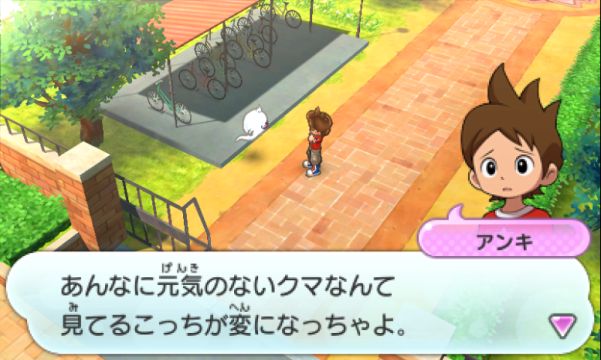 アンキ
あんなに元気のないクマなんて
見てるこっちが変になっちゃよ。